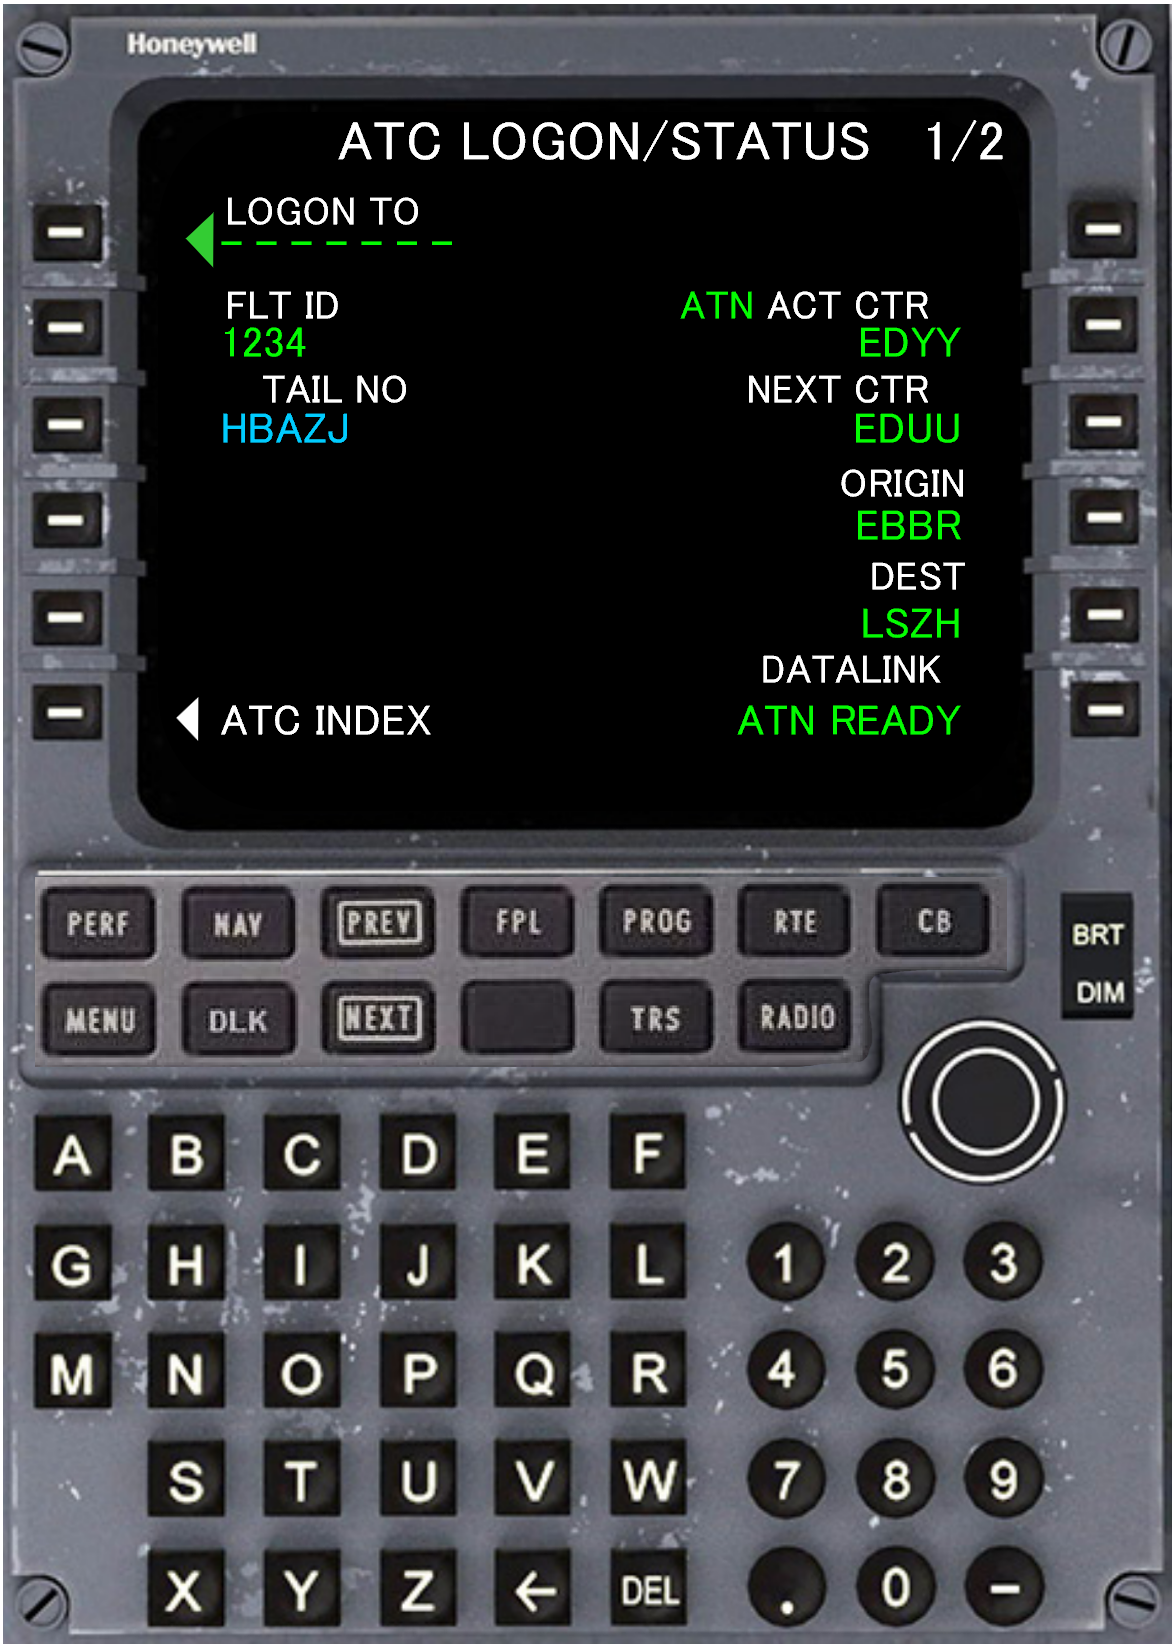 Honeywell
ATC LOGON/STATUS 1/2
LOGON TO
-------
FLT ID
ATN ACT CTR
1234
EDYY
TAIL NO
NEXT CTR
HBAZJ
EDUU
ORIGIN
EBBR
DEST
LSZH
DATALINK
ATC INDEX
ATN READY
PERF NAV PREV FPL PROG RTE CB
BRT
MENU DLK NEXT TRS RADIO
DIM
A B C D E F
G H I J K L 1 2 3
M N O P Q R 4 5 6
S T U V W 7 8 9
X Y Z ← DEL . 0 −